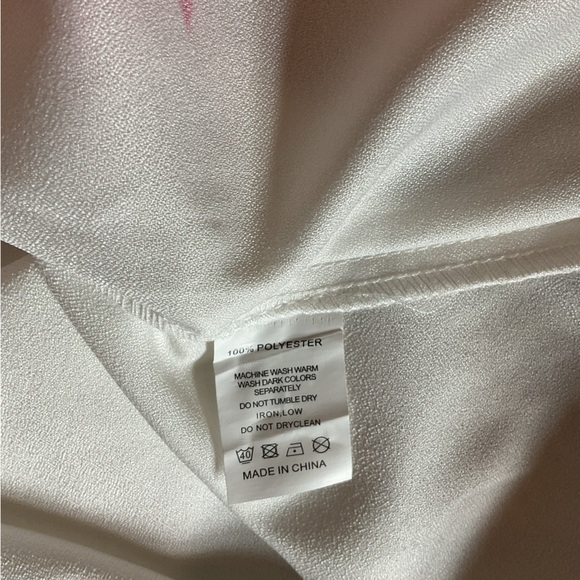 100% POLYESTER
MACHINE WASH WARM
WASH DARK COLORS
SEPARATELY
DO NOT TUMBLE DRY
IRON,LOW
DO NOT DRYCLEAN
40
MADE IN CHINA